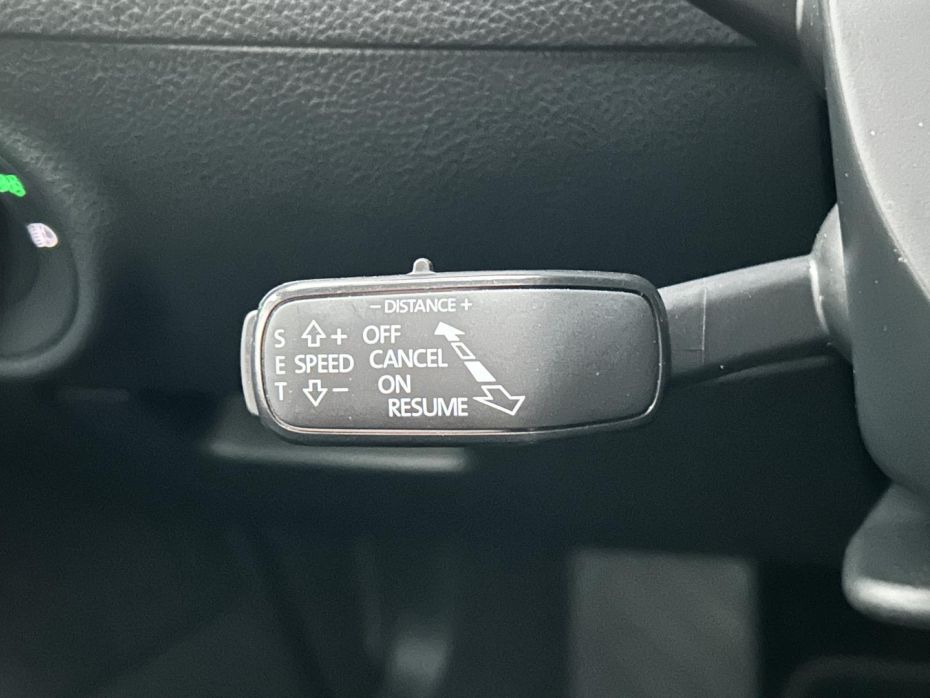 - DISTANCE +
S + OFF
E SPEED CANCEL
T - ON
RESUME